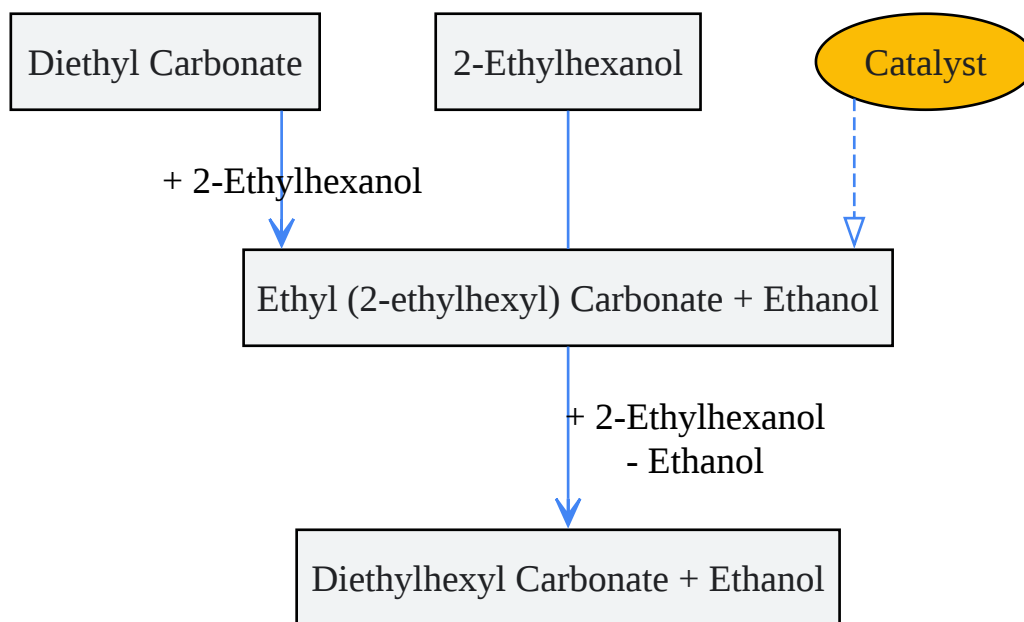 Diethyl Carbonate
2-Ethylhexanol
Catalyst
+ 2-Ethylhexanol
Ethyl (2-ethylhexyl) Carbonate + Ethanol
+ 2-Ethylhexanol
- Ethanol
Diethylhexyl Carbonate + Ethanol